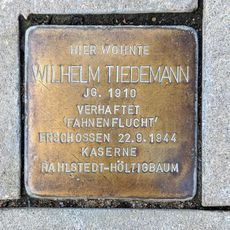 HIER WOHNTE
WILHELM TIEDEMANN
JG. 1910
VERHAFTET
'FAHNENFLUCHT'
ERSCHOSSEN 22.9.1944
KASERNE
RAHLSTEDT-HÖLTIGBAUM